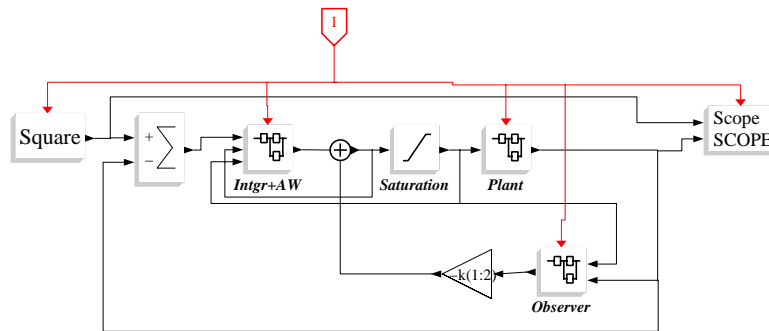 1
Square
+
−
Σ
Intgr+AW
+
Saturation
Plant
Scope
SCOPE
−k(1:2)
Observer